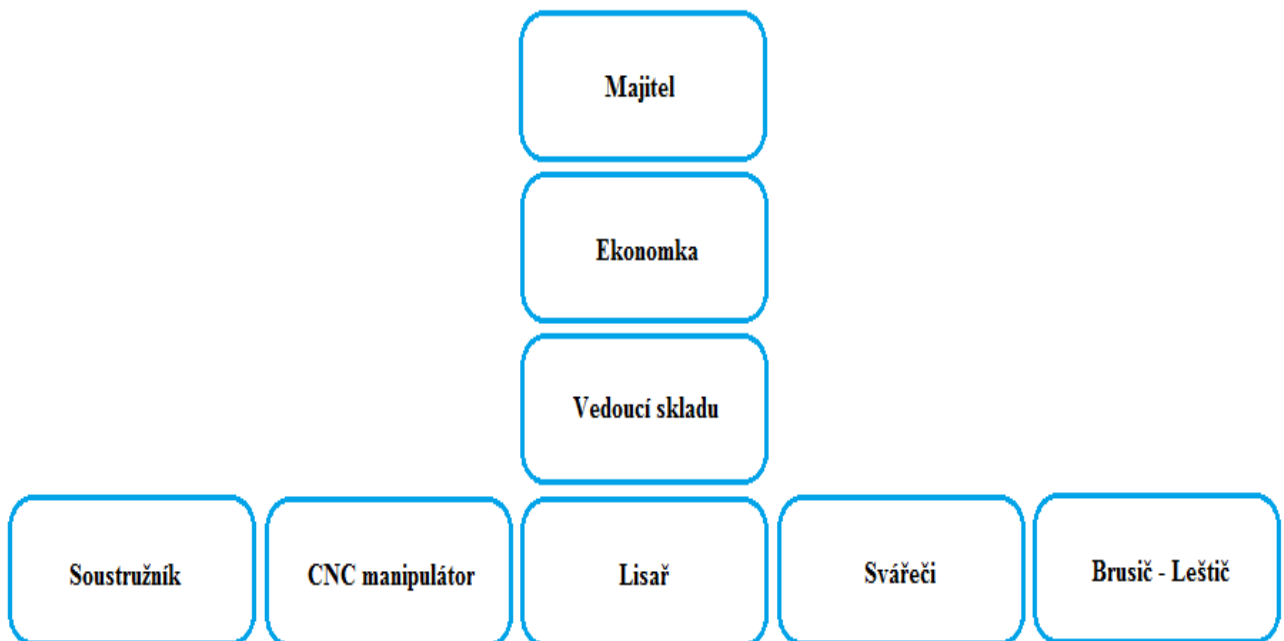 Majitel
Ekonomka
Vedoucí skladu
Soustružník
CNC manipulátor
Lisař
Svářeči
Brusič - Leštič